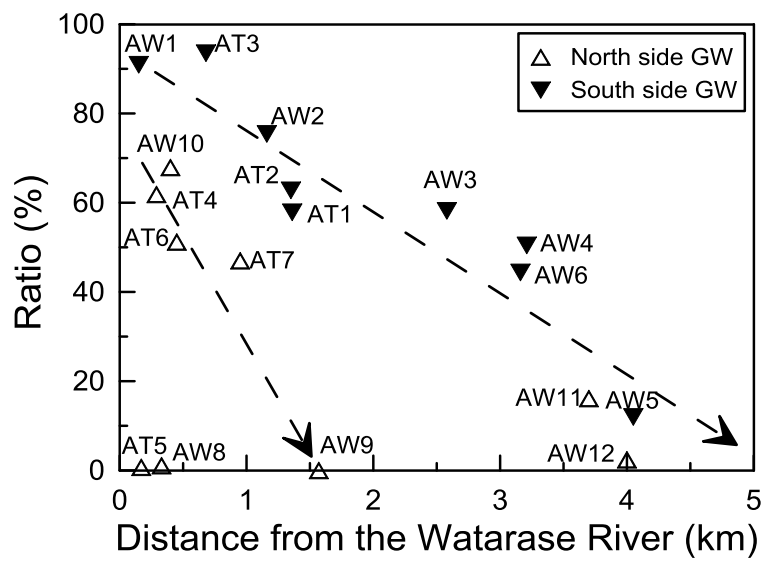 100
AW1
AT3
North side GW
South side GW
80
AW2
AW10
AT2
AW3
60
AT4
AT1
AT6
AW4
AT7
AW6
40
20
AW11
AW5
AT5
AW8
AW9
AW12
0
0
1
2
3
4
5
Ratio (%)
Distance from the Watarase River (km)